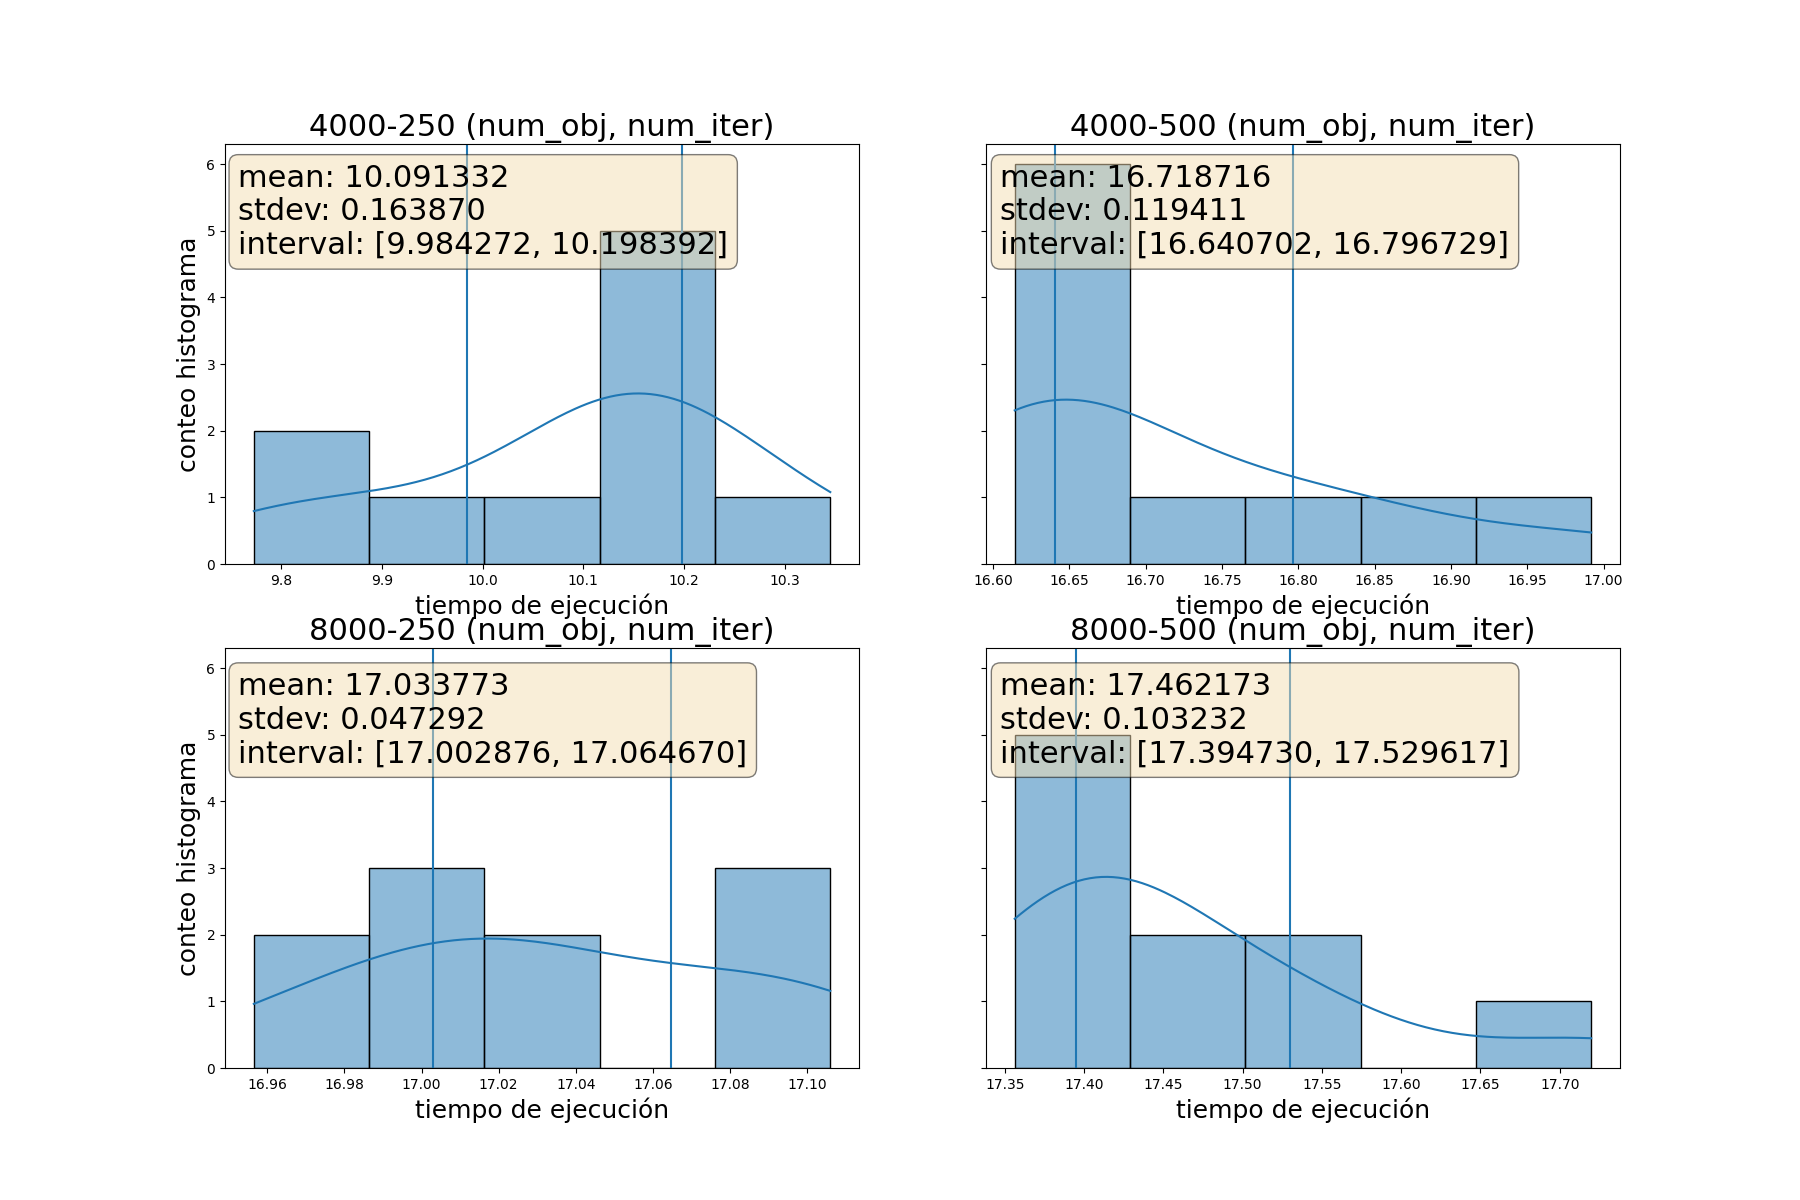 4000-250 (num_obj, num_iter)
mean: 10.091332
stdev: 0.163870
interval: [9.984272, 10.198392]
conteo histograma
6
5
4
3
2
1
0
9.8 9.9 10.0 10.1 10.2 10.3
tiempo de ejecución
4000-500 (num_obj, num_iter)
mean: 16.718716
stdev: 0.119411
interval: [16.640702, 16.796729]
16.60 16.65 16.70 16.75 16.80 16.85 16.90 16.95 17.00
tiempo de ejecución
8000-250 (num_obj, num_iter)
mean: 17.033773
stdev: 0.047292
interval: [17.002876, 17.064670]
conteo histograma
6
5
4
3
2
1
0
16.96 16.98 17.00 17.02 17.04 17.06 17.08 17.10
tiempo de ejecución
8000-500 (num_obj, num_iter)
mean: 17.462173
stdev: 0.103232
interval: [17.394730, 17.529617]
17.35 17.40 17.45 17.50 17.55 17.60 17.65 17.70
tiempo de ejecución